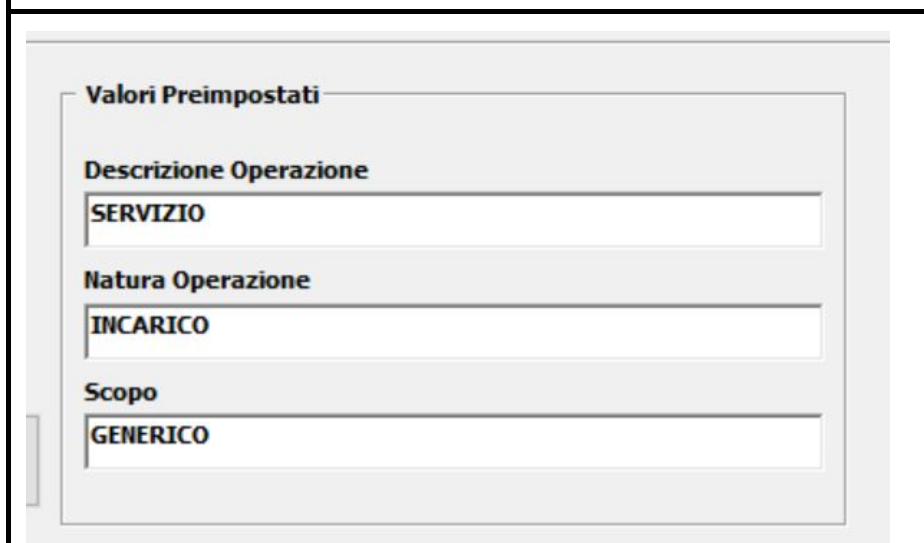 Valori Preimpostati
Descrizione Operazione
SERVIZIO
Natura Operazione
INCARICO
Scopo
GENERICO